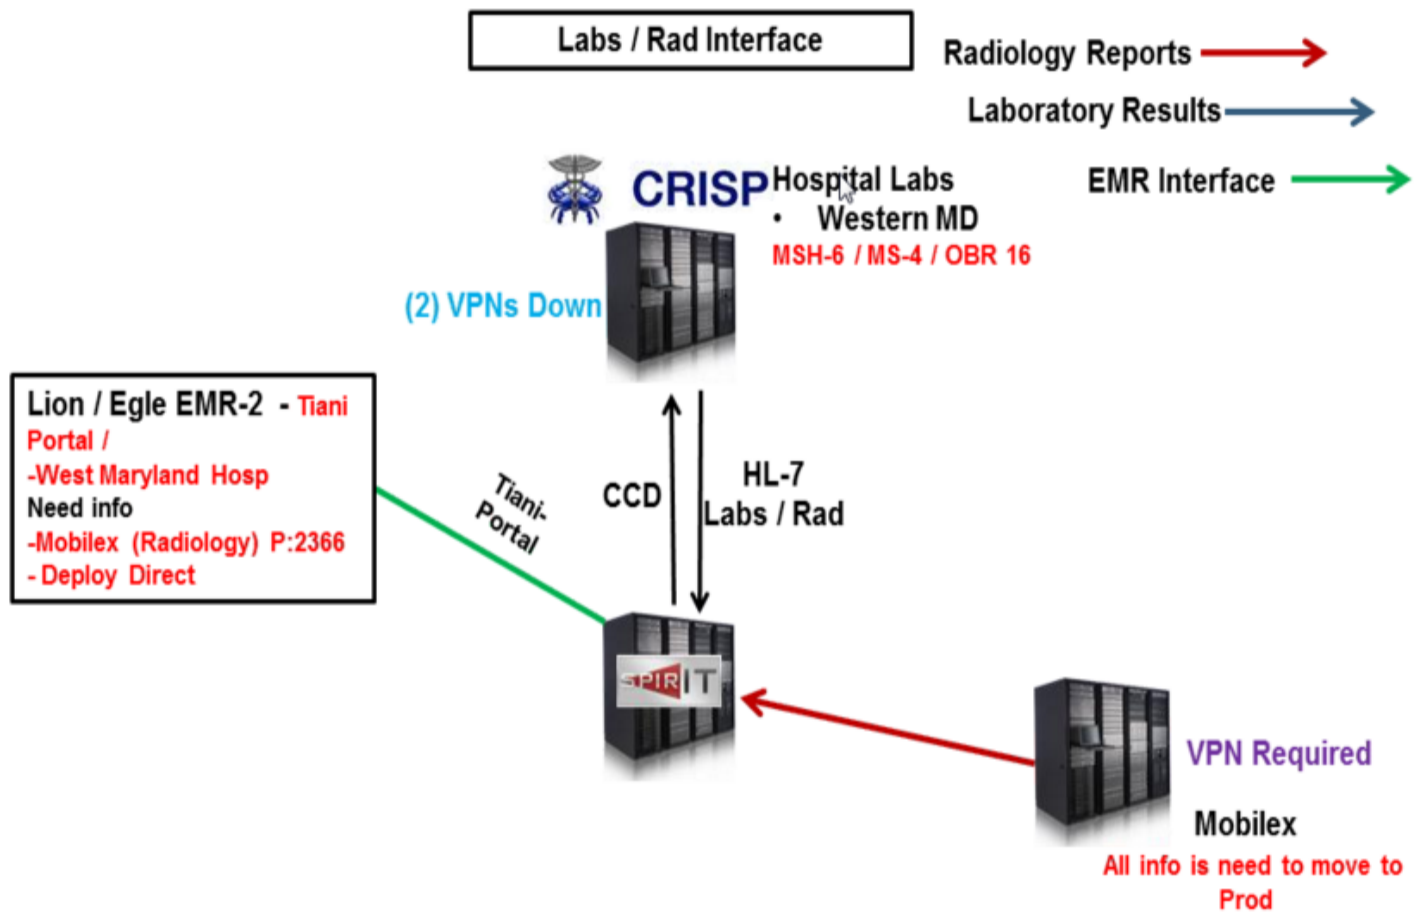 Labs / Rad Interface
Radiology Reports
Laboratory Results
EMR Interface
CRISP
Hospital Labs
• Western MD
MSH-6 / MS-4 / OBR 16
(2) VPNs Down
Lion / Egle EMR-2 - Tiani
Portal /
-West Maryland Hosp
Need info
-Mobilex (Radiology) P:2366
- Deploy Direct
Tiani-
Portal
CCD
HL-7
Labs / Rad
SPIRIT
VPN Required
Mobilex
All info is need to move to
Prod